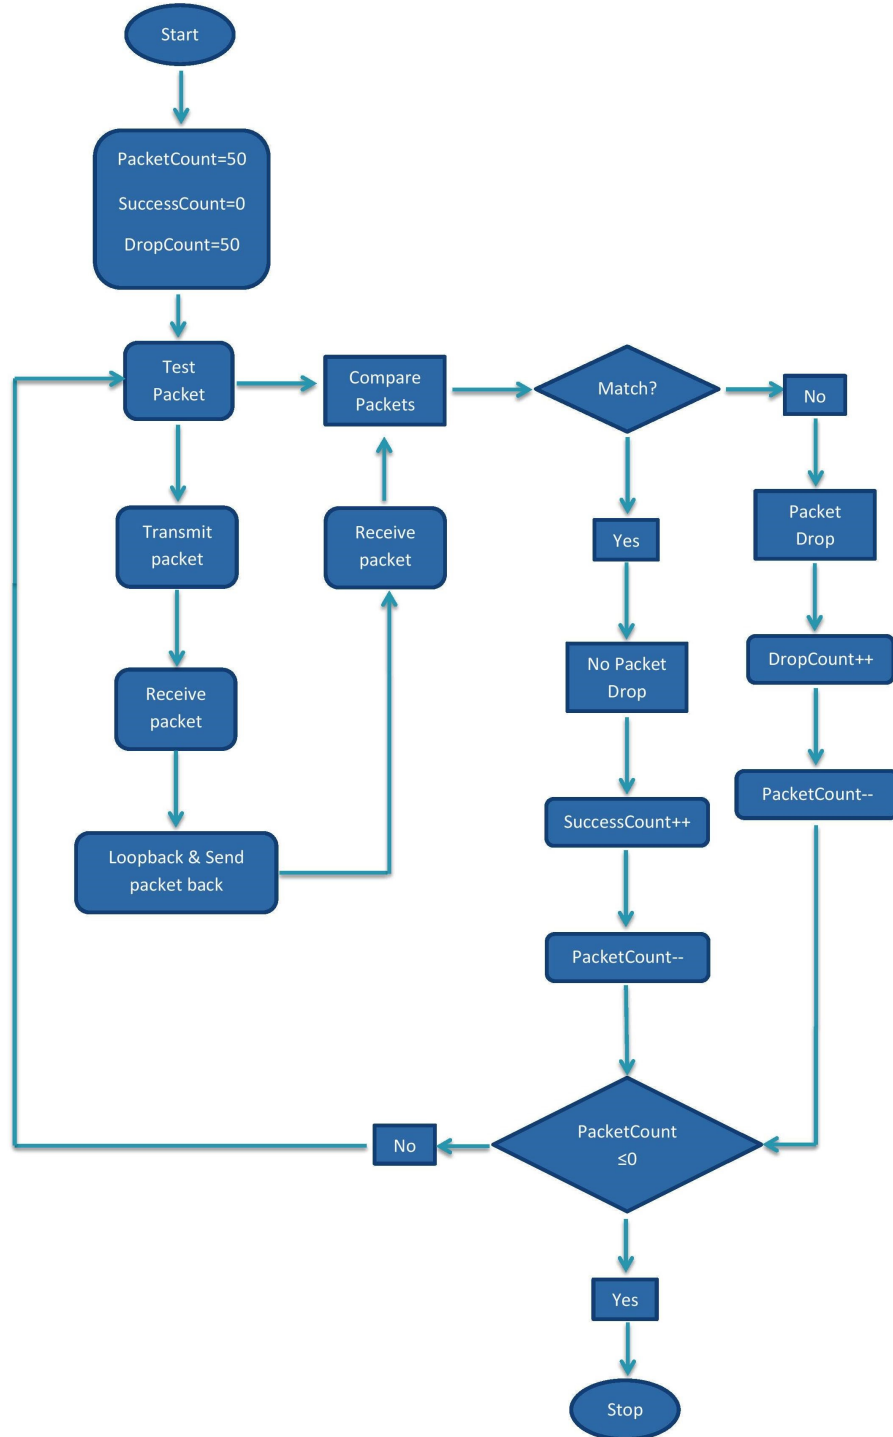 Start
PacketCount=50
SuccessCount=0
DropCount=50
Test
Packet
Compare
Packets
Match?
No
Transmit
packet
Receive
packet
Yes
Packet
Drop
Receive
packet
No Packet
Drop
DropCount++
Loopback & Send
packet back
SuccessCount++
PacketCount--
PacketCount--
No
PacketCount
≤0
Yes
Stop